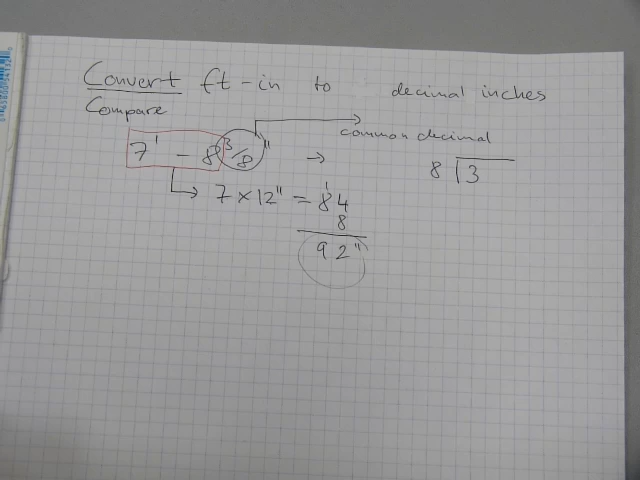 Convert ft-in to decimal inches
Compare
common decimal
7' - 8 3/8" → 8 ⟌ 3
7 × 12" = 84
1
8
92"